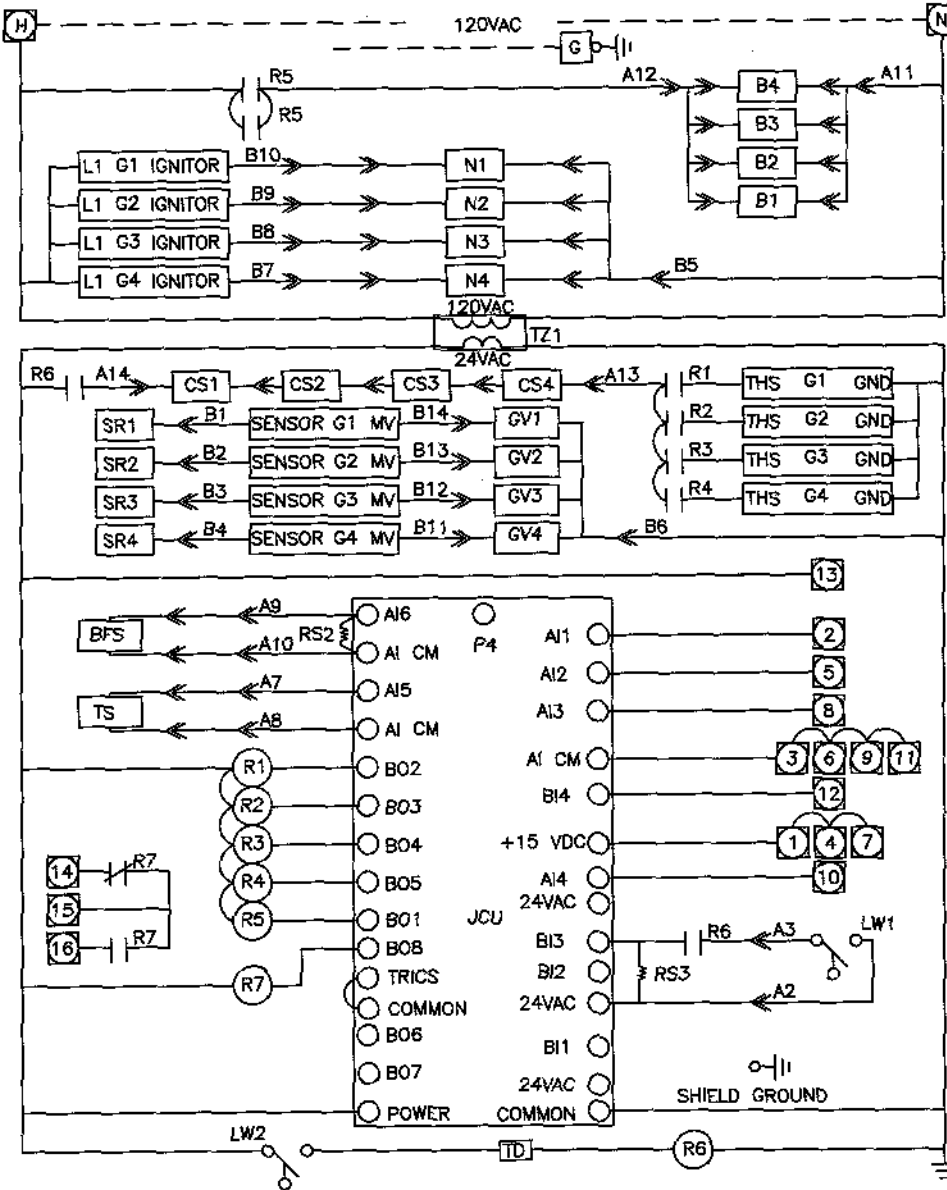 H 120VAC N
G
R5 A12 A11
B4
R5
B3
B10
L1 G1 IGNITOR N1 B2
B9
L1 G2 IGNITOR N2 B1
B8
L1 G3 IGNITOR N3
B7 B5
L1 G4 IGNITOR N4
120VAC
TZ1
24VAC
R6 A14 CS1 CS2 CS3 CS4 A13 R1 THS G1 GND
SR1 B1 SENSOR G1 MV B14 GV1 R2 THS G2 GND
SR2 B2 SENSOR G2 MV B13 GV2 R3 THS G3 GND
SR3 B3 SENSOR G3 MV B12 GV3 R4 THS G4 GND
SR4 B4 SENSOR G4 MV B11 GV4 B6
13
A9 AI6 P4 AI1 2
BFS RS2
A10 AI CM AI2 5
A7 AI5 AI3 8
TS
A8 AI CM
AI CM 3 6 9 11
R1 BO2
BI4 12
R2 BO3
R3 BO4 +15 VDC 1 4 7
14 R7
R4 BO5 AI4 10
24VAC
15
R5 BO1 JCU
16 R7 BO8 BI3 R6 A3 LW1
R7 TRICS BI2 RS3
COMMON 24VAC A2
BO6
BI1
BO7
24VAC
SHIELD GROUND
POWER COMMON
LW2 TD R6